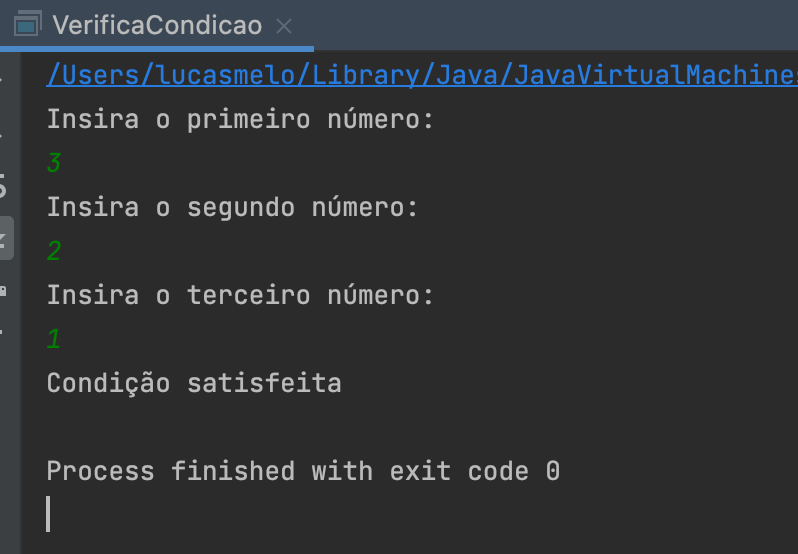 VerificaCondicao
/Users/lucasmelo/Library/Java/JavaVirtualMachines
Insira o primeiro número:
3
Insira o segundo número:
2
Insira o terceiro número:
1
Condição satisfeita
Process finished with exit code 0